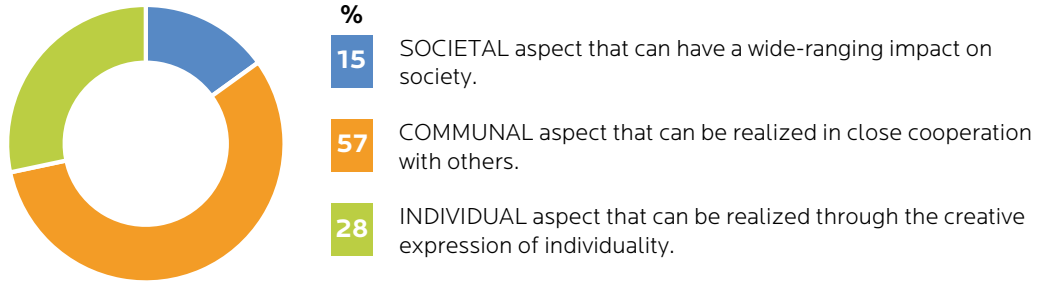 %
15
SOCIETAL aspect that can have a wide-ranging impact on
society.
57
COMMUNAL aspect that can be realized in close cooperation
with others.
28
INDIVIDUAL aspect that can be realized through the creative
expression of individuality.